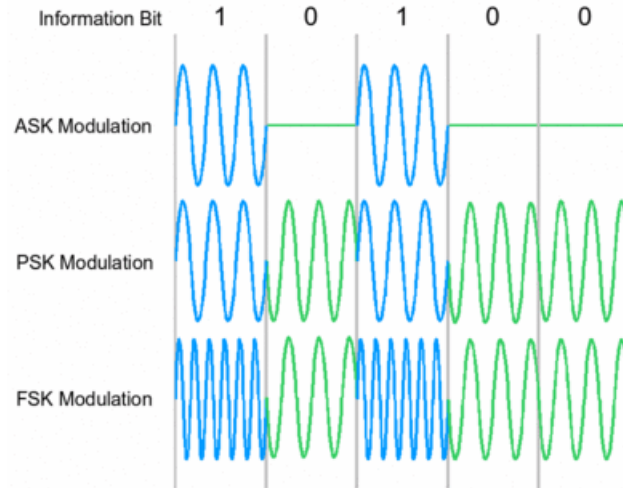 Information Bit 1 0 1 0 0
ASK Modulation
PSK Modulation
FSK Modulation